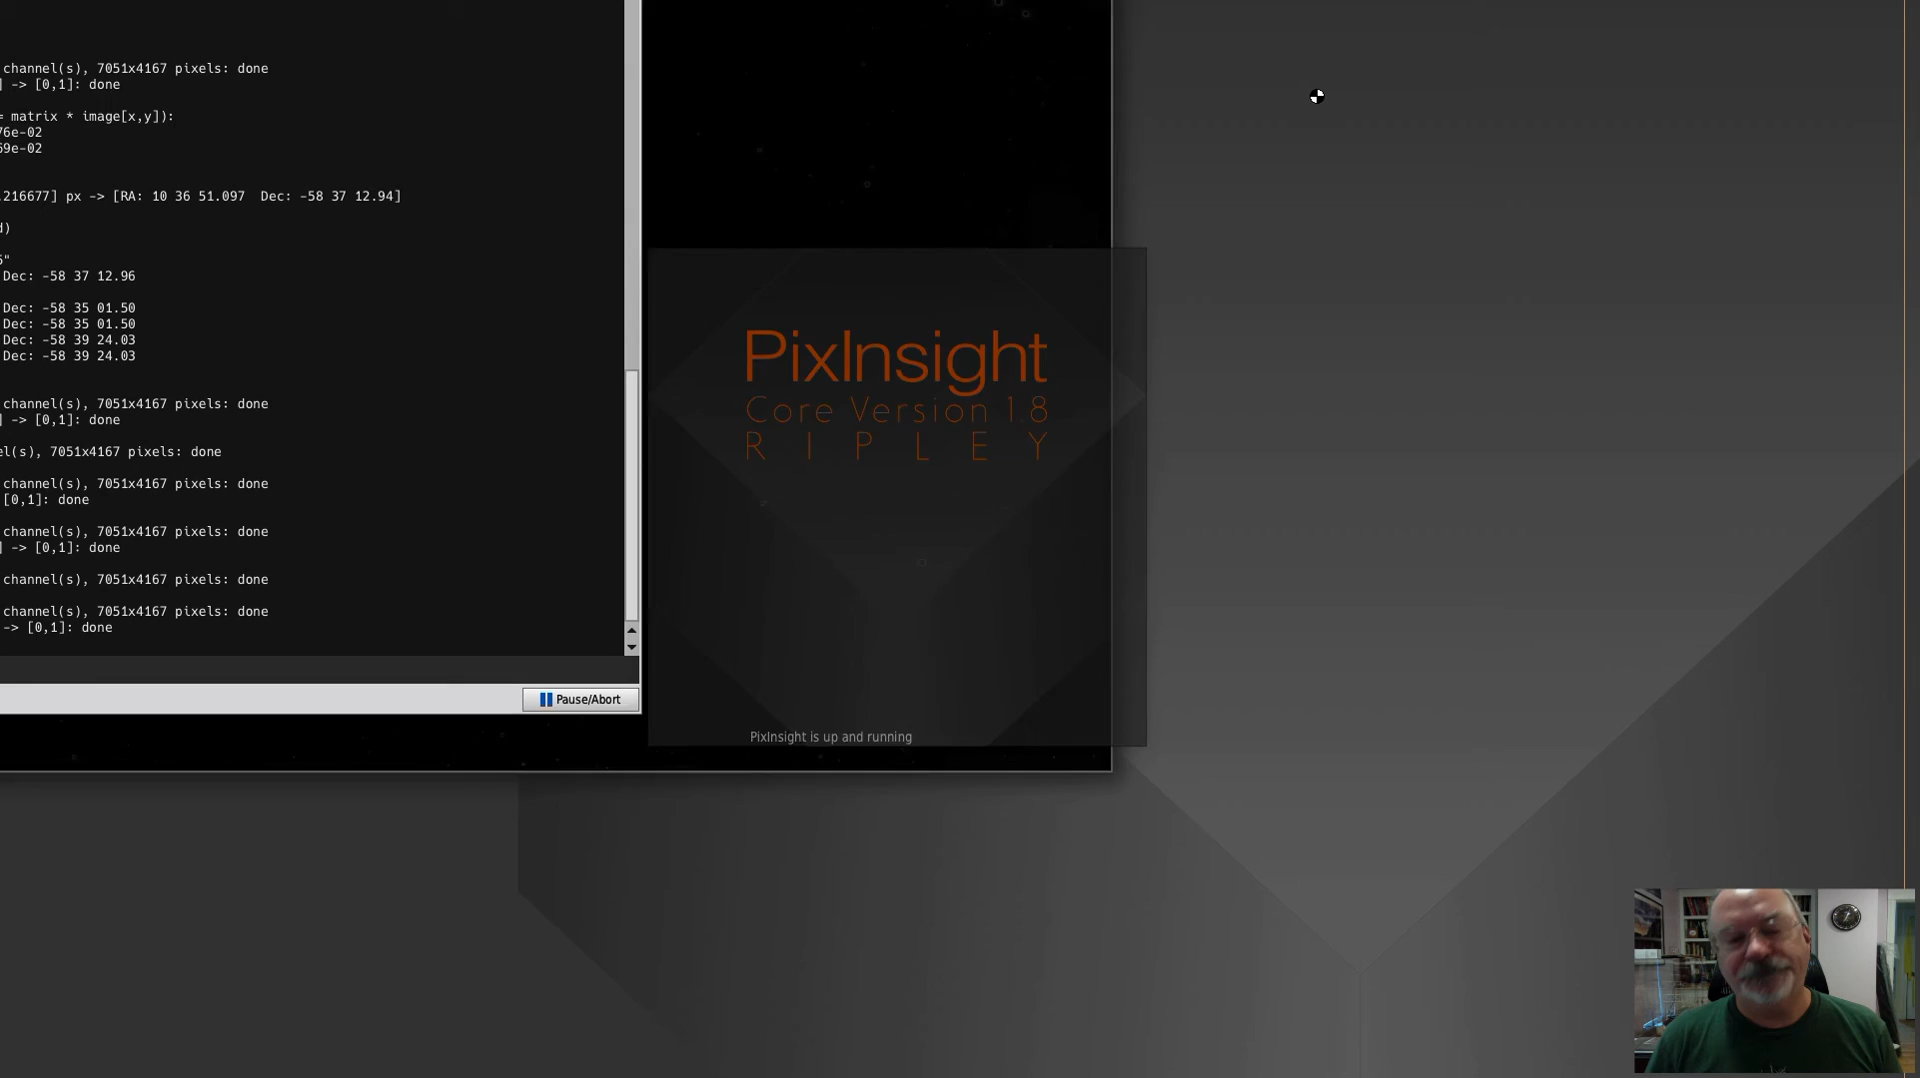 channel(s), 7051x4167 pixels: done
] -> [0,1]: done
= matrix * image[x,y]):
76e-02
69e-02
.216677] px -> [RA: 10 36 51.097 Dec: -58 37 12.94]
d)
5"
Dec: -58 37 12.96
Dec: -58 35 01.50
Dec: -58 35 01.50
Dec: -58 39 24.03
Dec: -58 39 24.03
channel(s), 7051x4167 pixels: done
] -> [0,1]: done
el(s), 7051x4167 pixels: done
channel(s), 7051x4167 pixels: done
[0,1]: done
channel(s), 7051x4167 pixels: done
] -> [0,1]: done
channel(s), 7051x4167 pixels: done
channel(s), 7051x4167 pixels: done
-> [0,1]: done
Pause/Abort
PixInsight
Core Version 1.8
RIPLEY
PixInsight is up and running